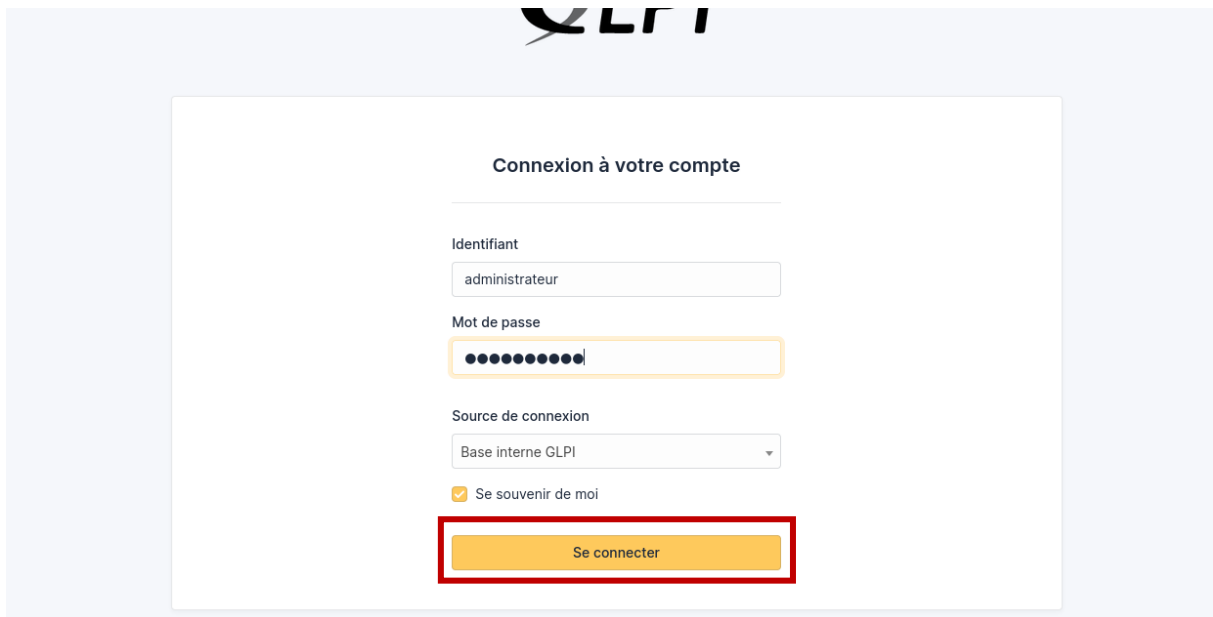 GLPI
Connexion à votre compte
Identifiant
administrateur
Mot de passe
●●●●●●●●●●
Source de connexion
Base interne GLPI
Se souvenir de moi
Se connecter